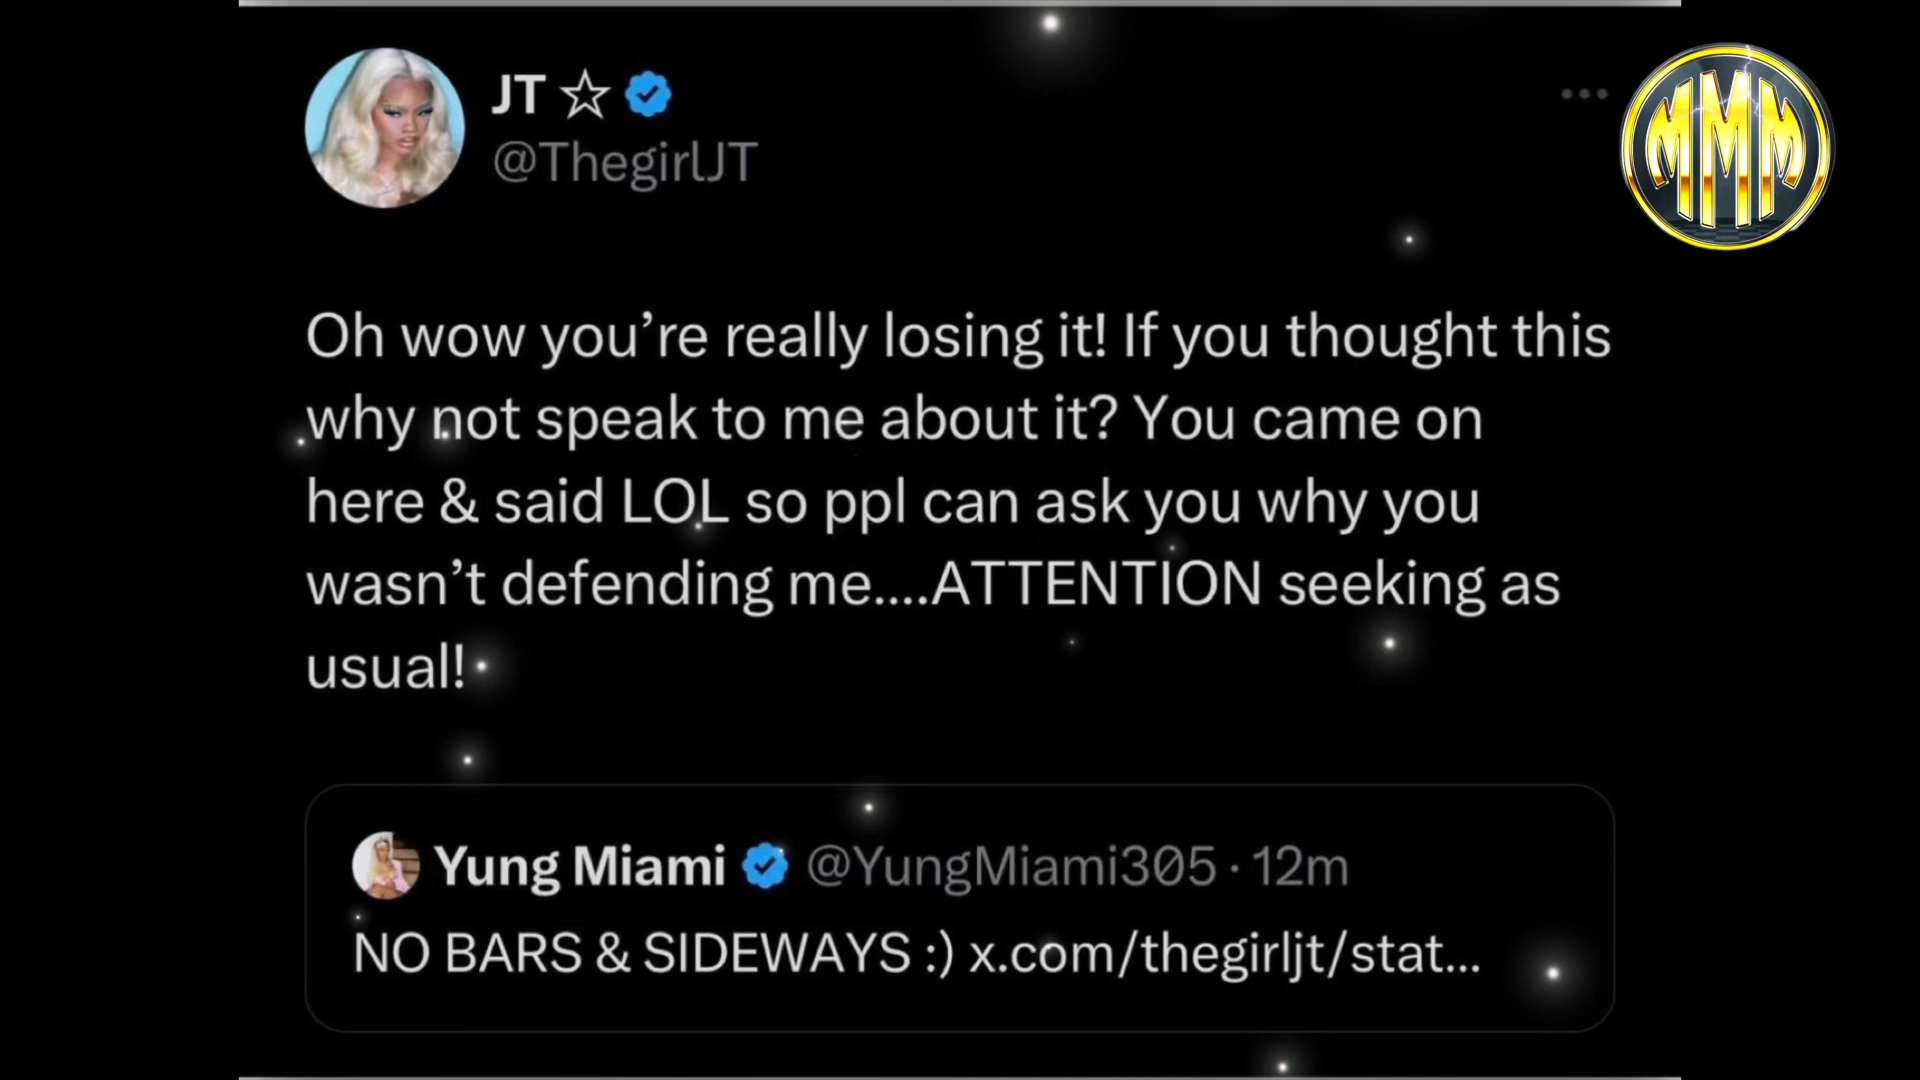 JT ☆
@ThegirlJT
MMM
Oh wow you’re really losing it! If you thought this
why not speak to me about it? You came on
here & said LOL so ppl can ask you why you
wasn’t defending me....ATTENTION seeking as
usual!
Yung Miami @YungMiami305 · 12m
NO BARS & SIDEWAYS :) x.com/thegirljt/stat...